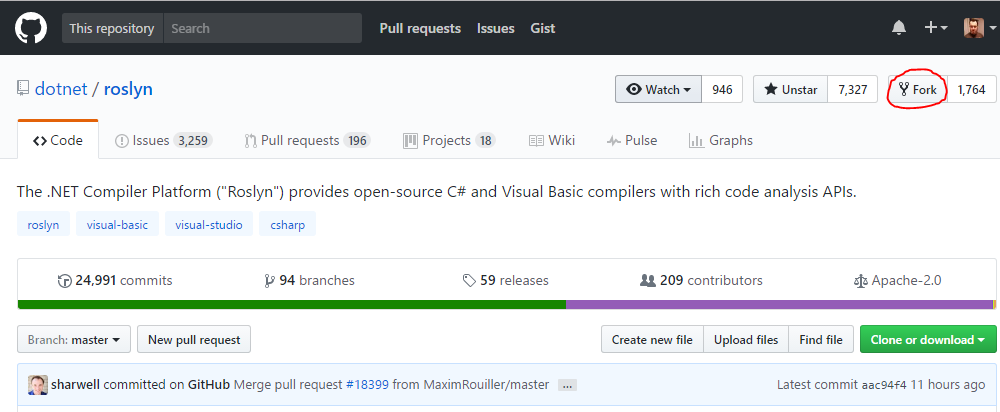 This repository Search Pull requests Issues Gist
dotnet / roslyn Watch 946 Unstar 7,327 Fork 1,764
Code Issues 3,259 Pull requests 196 Projects 18 Wiki Pulse Graphs
The .NET Compiler Platform ("Roslyn") provides open-source C# and Visual Basic compilers with rich code analysis APIs.
roslyn visual-basic visual-studio csharp
24,991 commits 94 branches 59 releases 209 contributors Apache-2.0
Branch: master New pull request Create new file Upload files Find file Clone or download
sharwell committed on GitHub Merge pull request #18399 from MaximRouiller/master ... Latest commit aac94f4 11 hours ago